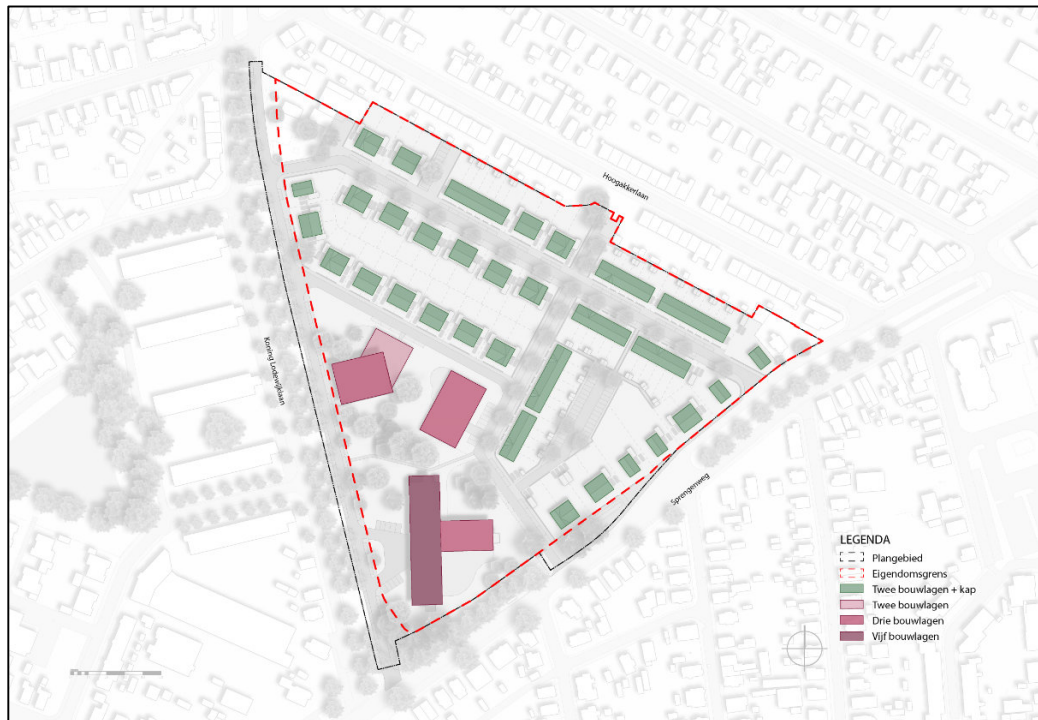 Hoogakkerlaan
Koning Lodewijklaan
Sprengenweg
LEGENDA
Plangebied
Eigendomsgrens
Twee bouwlagen + kap
Twee bouwlagen
Drie bouwlagen
Vijf bouwlagen